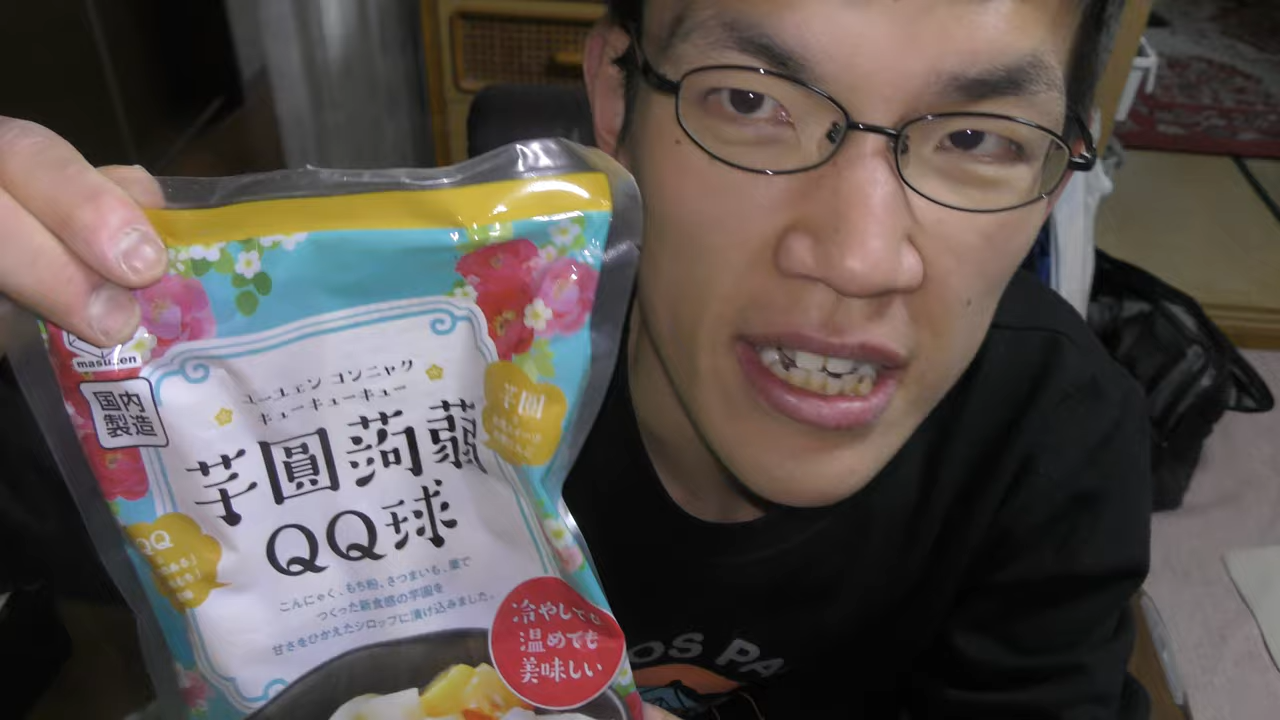 国内
製造
ユーユェン コンニャク
キューキューキュー
芋圓蒟蒻
QQ球
芋圓
QQ
こんにゃく、もち粉、さつまいも、葉で
つくった新食感の芋圓を
甘さをひかえたシロップに漬け込みました。
冷やしても
温めても
美味しい
OS PA